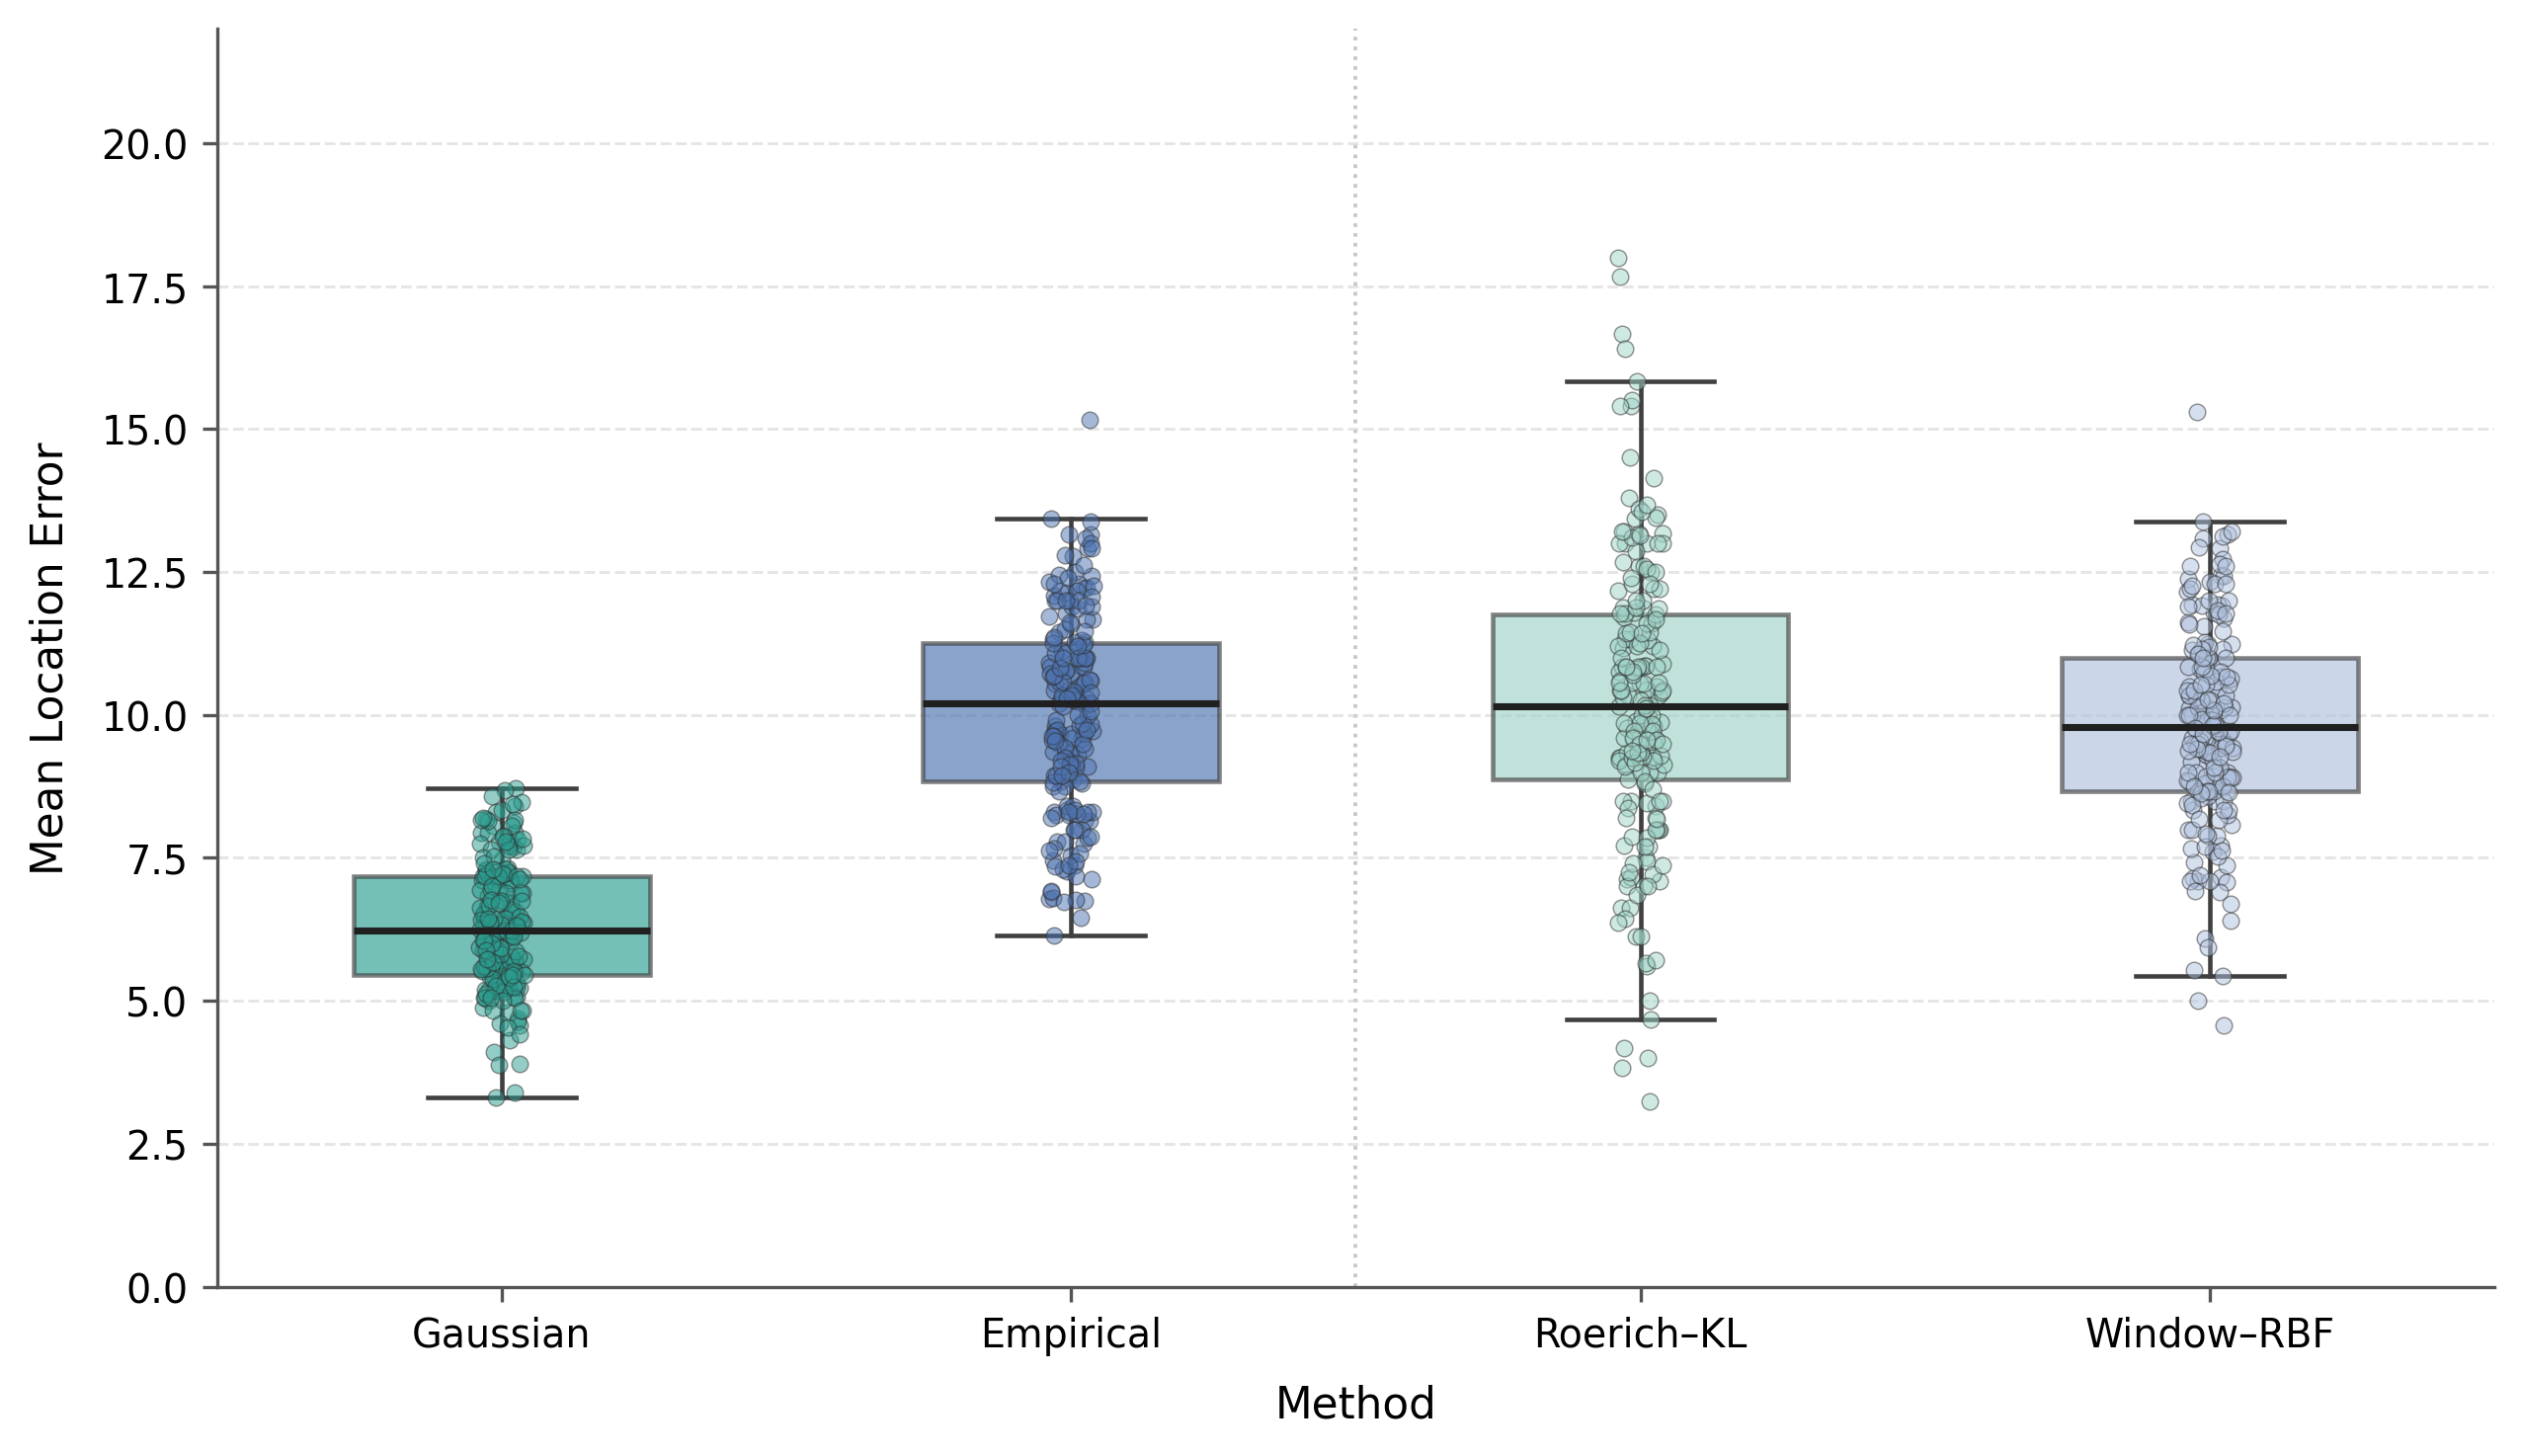 20.0
17.5
15.0
12.5
10.0
7.5
5.0
2.5
0.0
Mean Location Error
Gaussian
Empirical
Roerich–KL
Window–RBF
Method